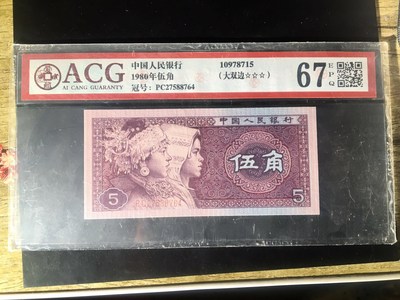 ACG
AI CANG GUARANTY
中国人民银行
1980年伍角
冠号: PC27588764
10978715
(大双边☆☆☆)
67 EPQ
中国人民银行
伍角
5
5